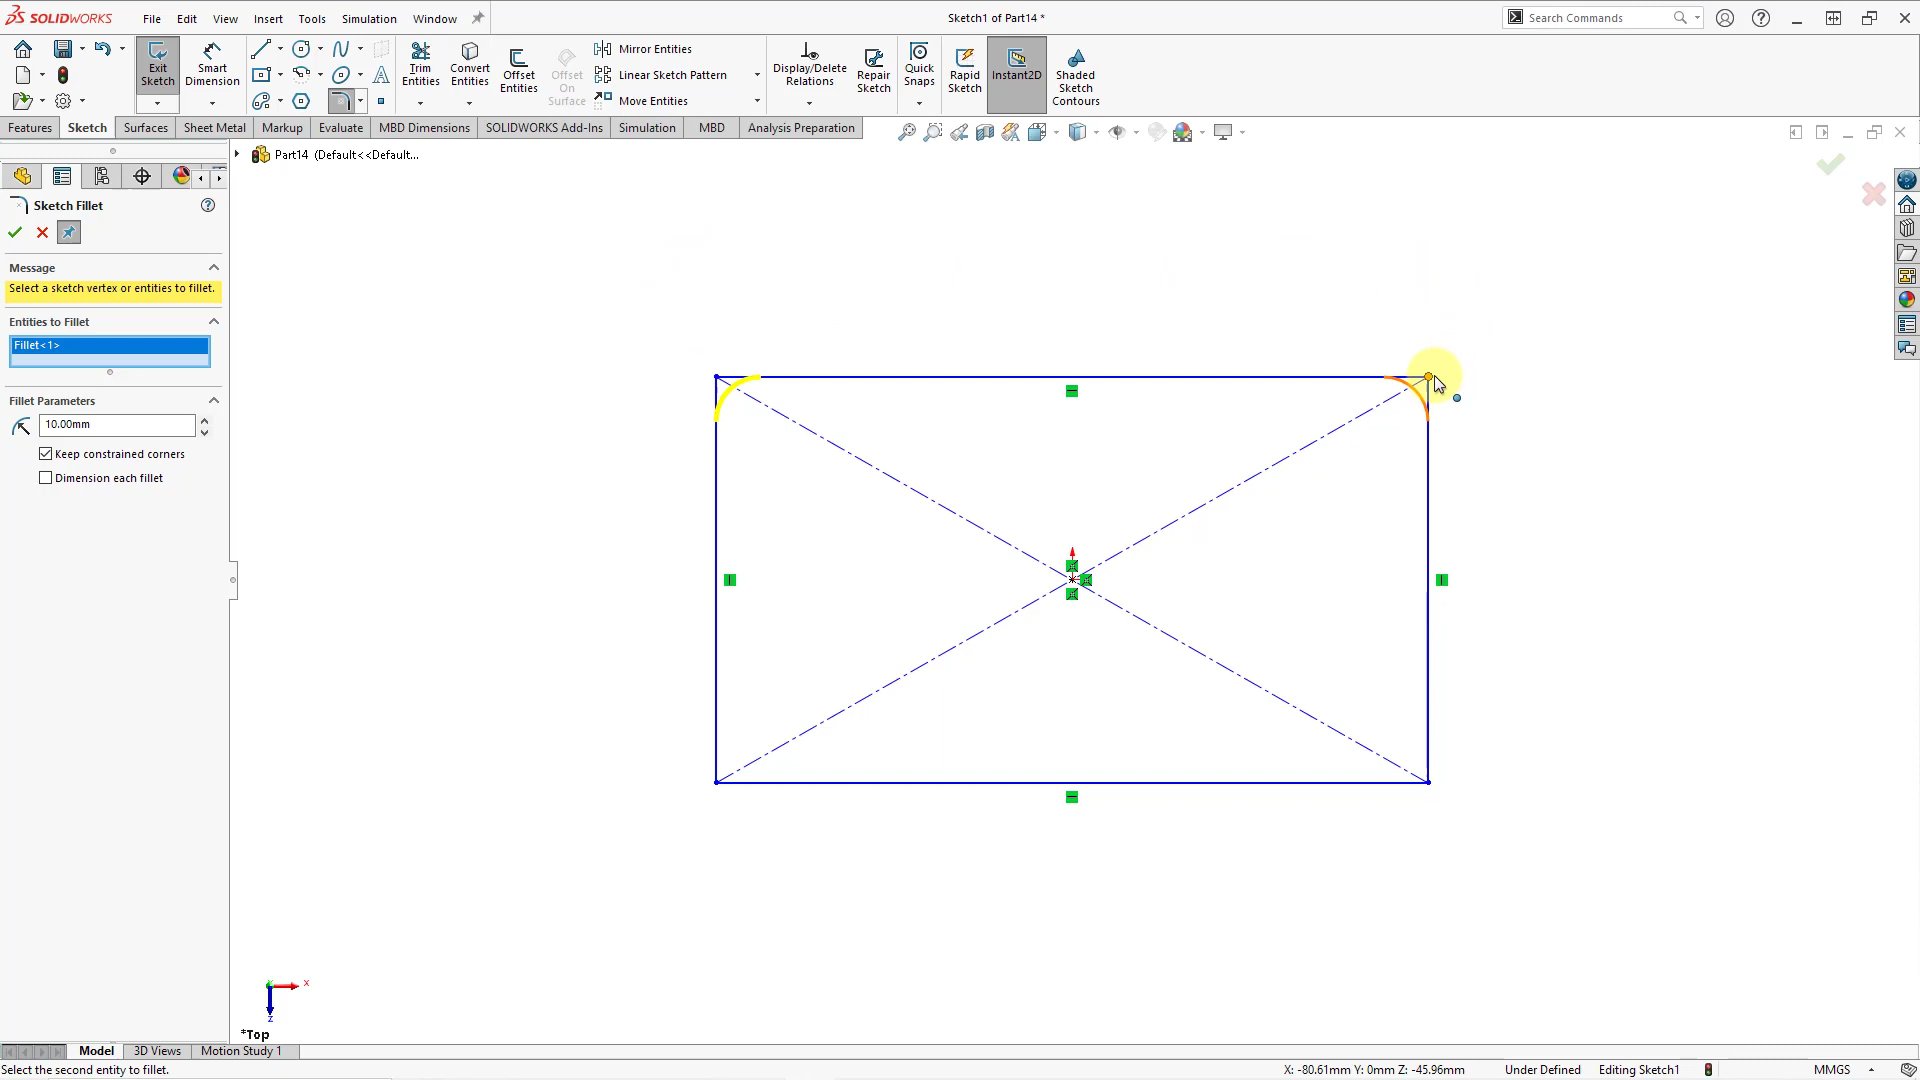 SOLIDWORKS
File Edit View Insert Tools Simulation Window
Sketch1 of Part14 *
Search Commands
Exit Sketch
Smart Dimension
Trim Entities
Convert Entities
Offset Entities
Offset On Surface
Mirror Entities
Linear Sketch Pattern
Move Entities
Display/Delete Relations
Repair Sketch
Quick Snaps
Rapid Sketch
Instant2D
Shaded Sketch Contours
Features Sketch Surfaces Sheet Metal Markup Evaluate MBD Dimensions SOLIDWORKS Add-Ins Simulation MBD Analysis Preparation
Part14 (Default<<Default...
Sketch Fillet
Message
Select a sketch vertex or entities to fillet.
Entities to Fillet
Fillet<1>
Fillet Parameters
10.00mm
Keep constrained corners
Dimension each fillet
x
z
*Top
Model 3D Views Motion Study 1
Select the second entity to fillet.
X: -80.61mm Y: 0mm Z: -45.96mm Under Defined Editing Sketch1 MMGS